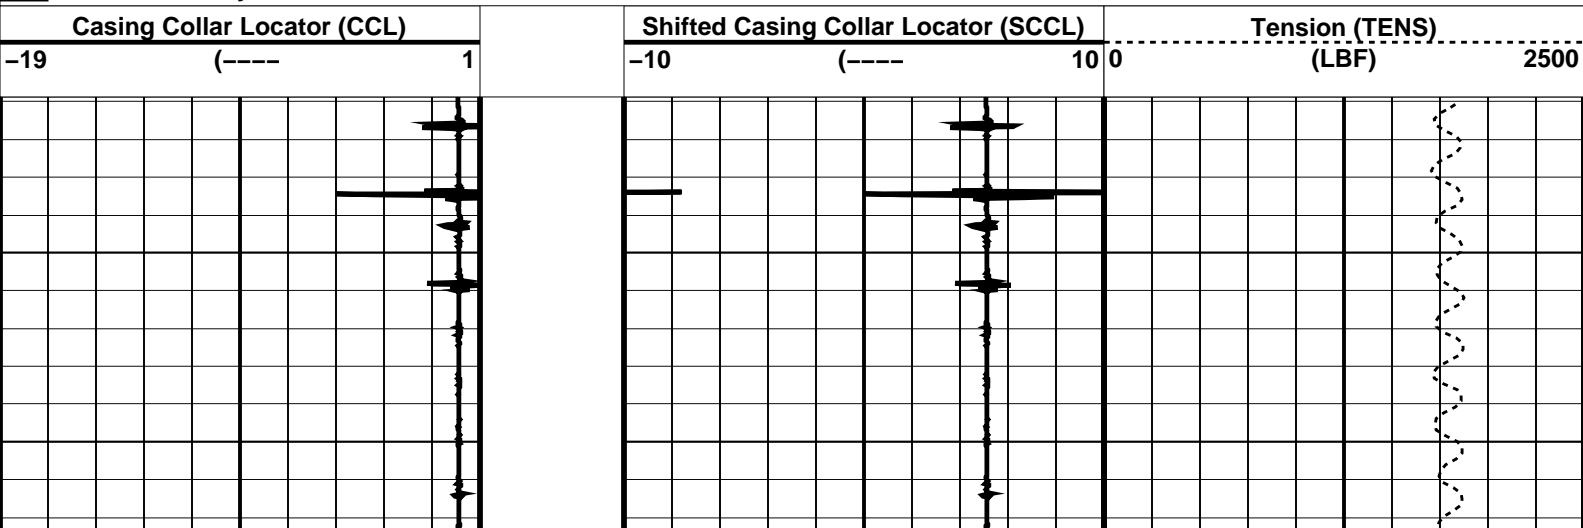 Casing Collar Locator (CCL)
−19 (−−−− 1
Shifted Casing Collar Locator (SCCL)
−10 (−−−− 10
Tension (TENS)
0 (LBF) 2500